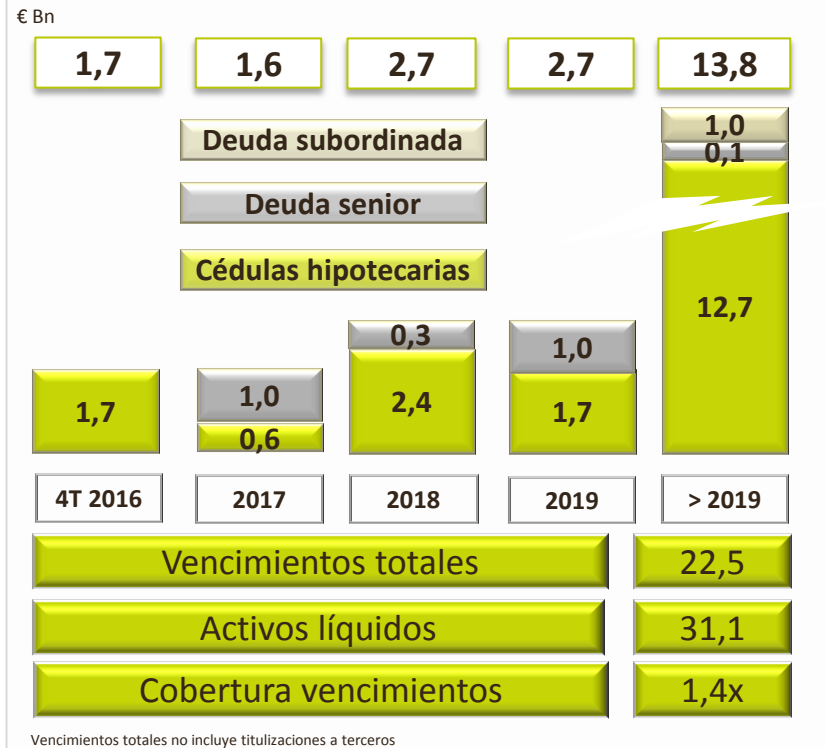 € Bn
1,7 1,6 2,7 2,7 13,8
Deuda subordinada
Deuda senior
Cédulas hipotecarias
1,0
0,1
12,7
0,3
2,4
1,0
1,7
1,0
0,6
1,7
4T 2016 2017 2018 2019 > 2019
Vencimientos totales 22,5
Activos líquidos 31,1
Cobertura vencimientos 1,4x
Vencimientos totales no incluye titulizaciones a terceros